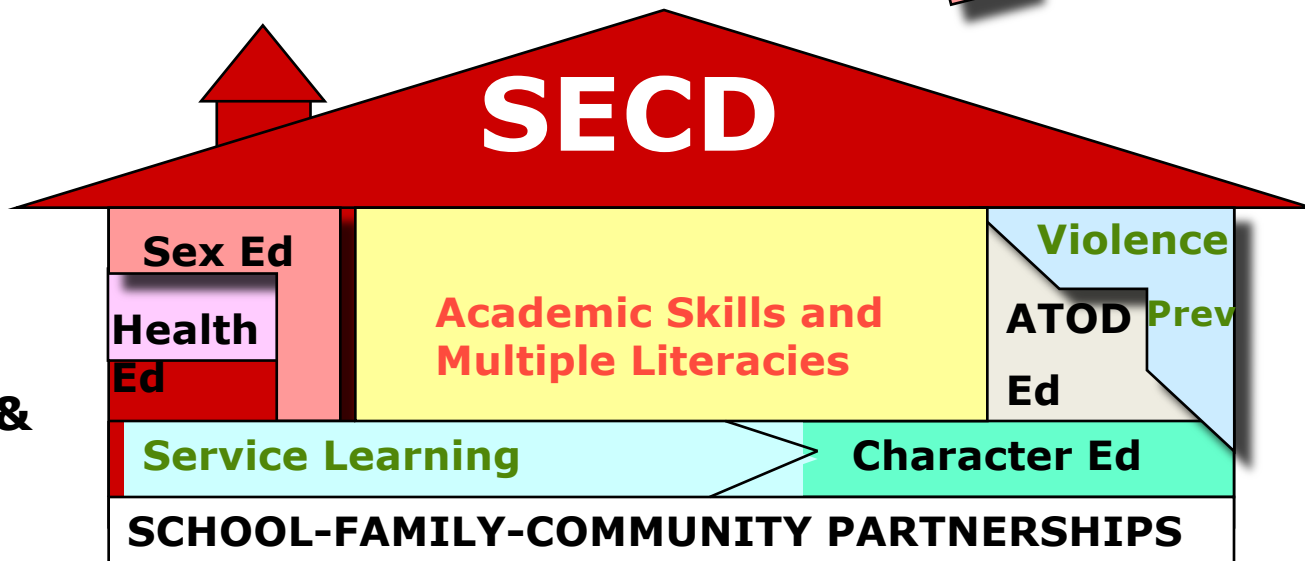 SECD
Sex Ed
Health
Ed
&
Academic Skills and
Multiple Literacies
Violence
Prev
ATOD
Ed
Service Learning
Character Ed
SCHOOL-FAMILY-COMMUNITY PARTNERSHIPS